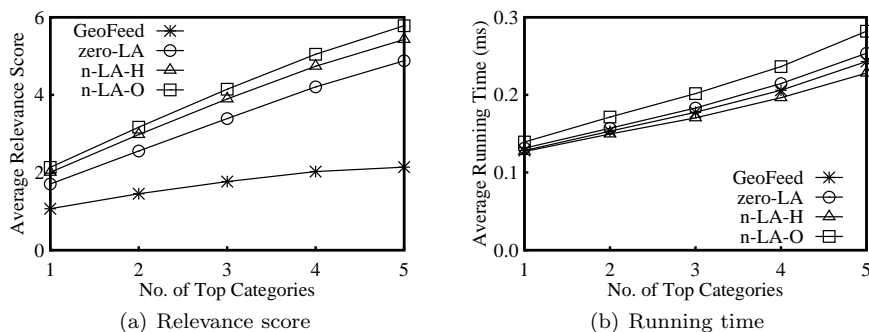 Average Relevance Score
6
4
2
0
GeoFeed
zero-LA
n-LA-H
n-LA-O
1 2 3 4 5
No. of Top Categories
(a) Relevance score
Average Running Time (ms)
0.3
0.2
0.1
0.0
GeoFeed
zero-LA
n-LA-H
n-LA-O
1 2 3 4 5
No. of Top Categories
(b) Running time